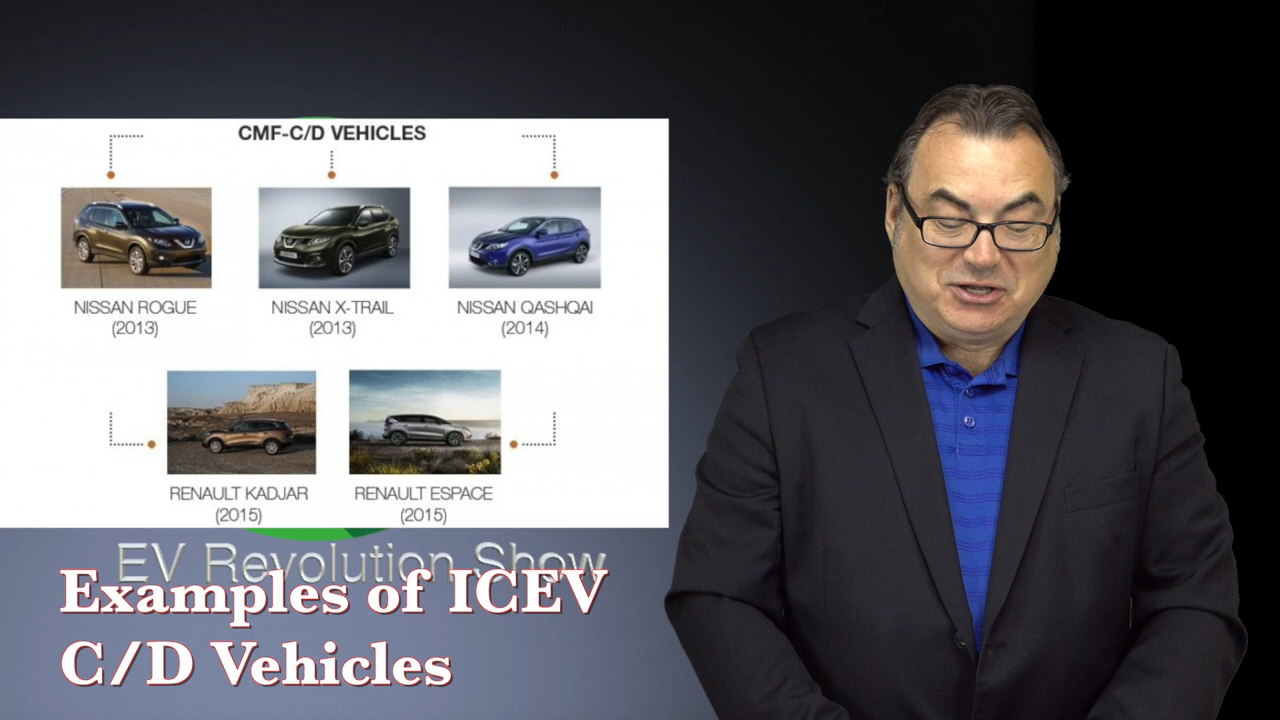 CMF-C/D VEHICLES
NISSAN ROGUE
(2013)
NISSAN X-TRAIL
(2013)
NISSAN QASHQAI
(2014)
RENAULT KADJAR
(2015)
RENAULT ESPACE
(2015)
EV Revolution Show
Examples of ICEV
C/D Vehicles